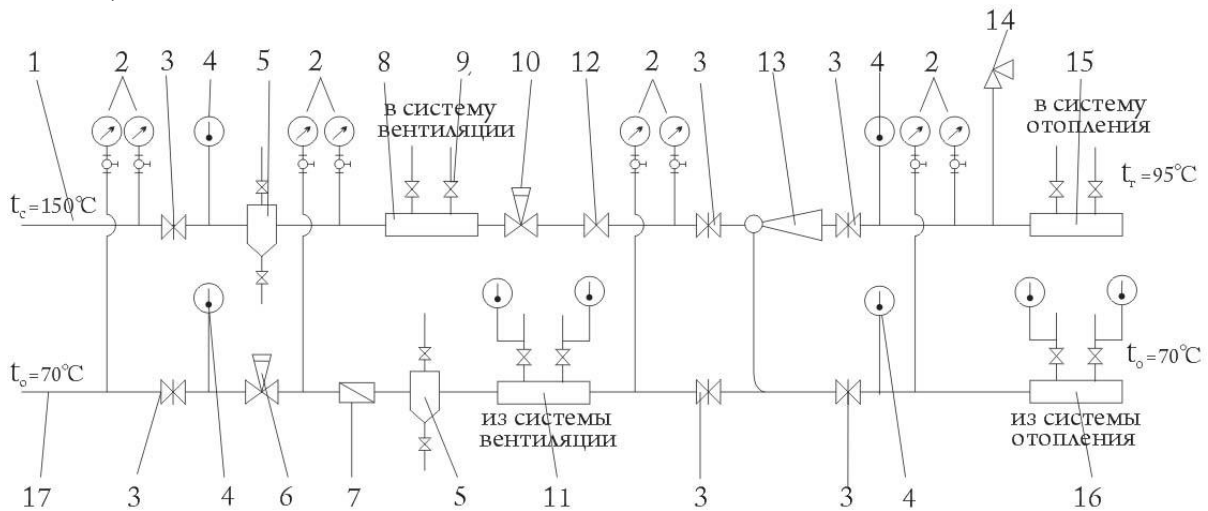 1 2 3 4 5 2 8 9 10 12 2 3 13 3 4 2 14 15
в систему
вентиляции
в систему
отопления
tс=150℃
tг=95℃
tо=70℃
tо=70℃
из системы
вентиляции
из системы
отопления
17 3 4 6 7 5 11 3 3 4 16